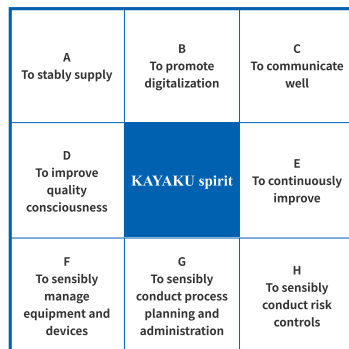 A
To stably supply
B
To promote
digitalization
C
To communicate
well
D
To improve
quality
consciousness
KAYAKU spirit
E
To continuously
improve
F
To sensibly
manage
equipment and
devices
G
To sensibly
conduct process
planning and
administration
H
To sensibly
conduct risk
controls